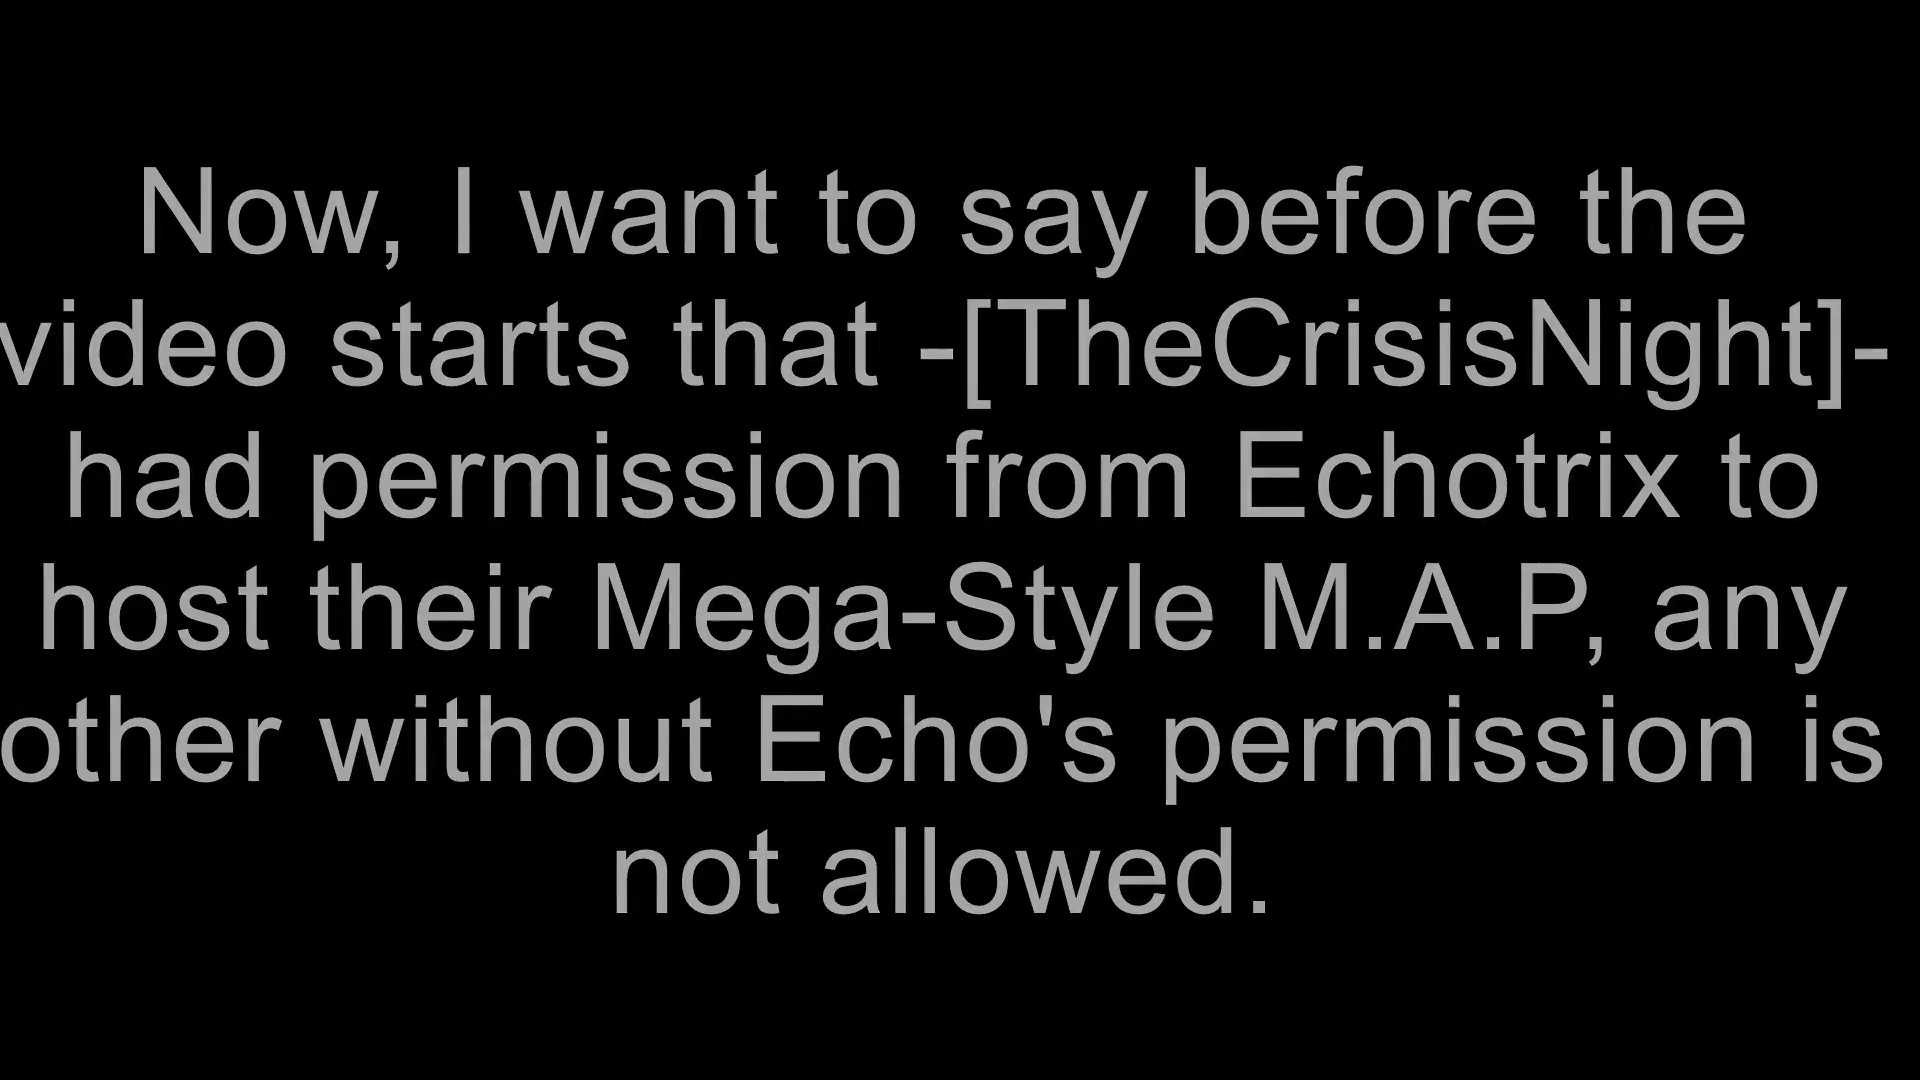 Now, I want to say before the
video starts that -[TheCrisisNight]-
had permission from Echotrix to
host their Mega-Style M.A.P, any
other without Echo's permission is
not allowed.